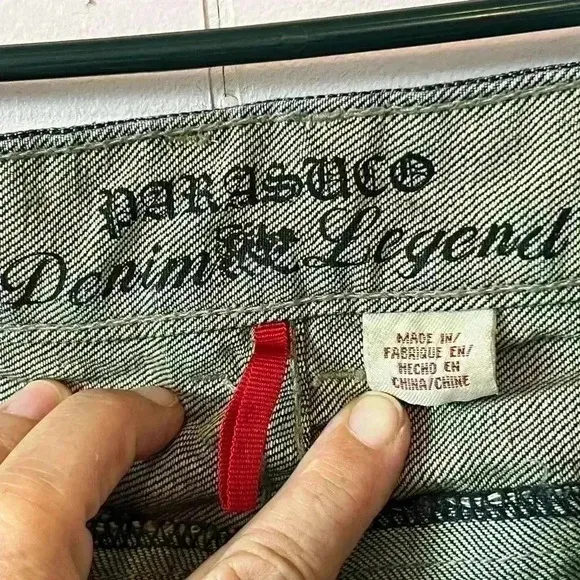 PARASUCO
Denim Legend
MADE IN/
FABRIQUE EN/
HECHO EN
CHINA/CHINE